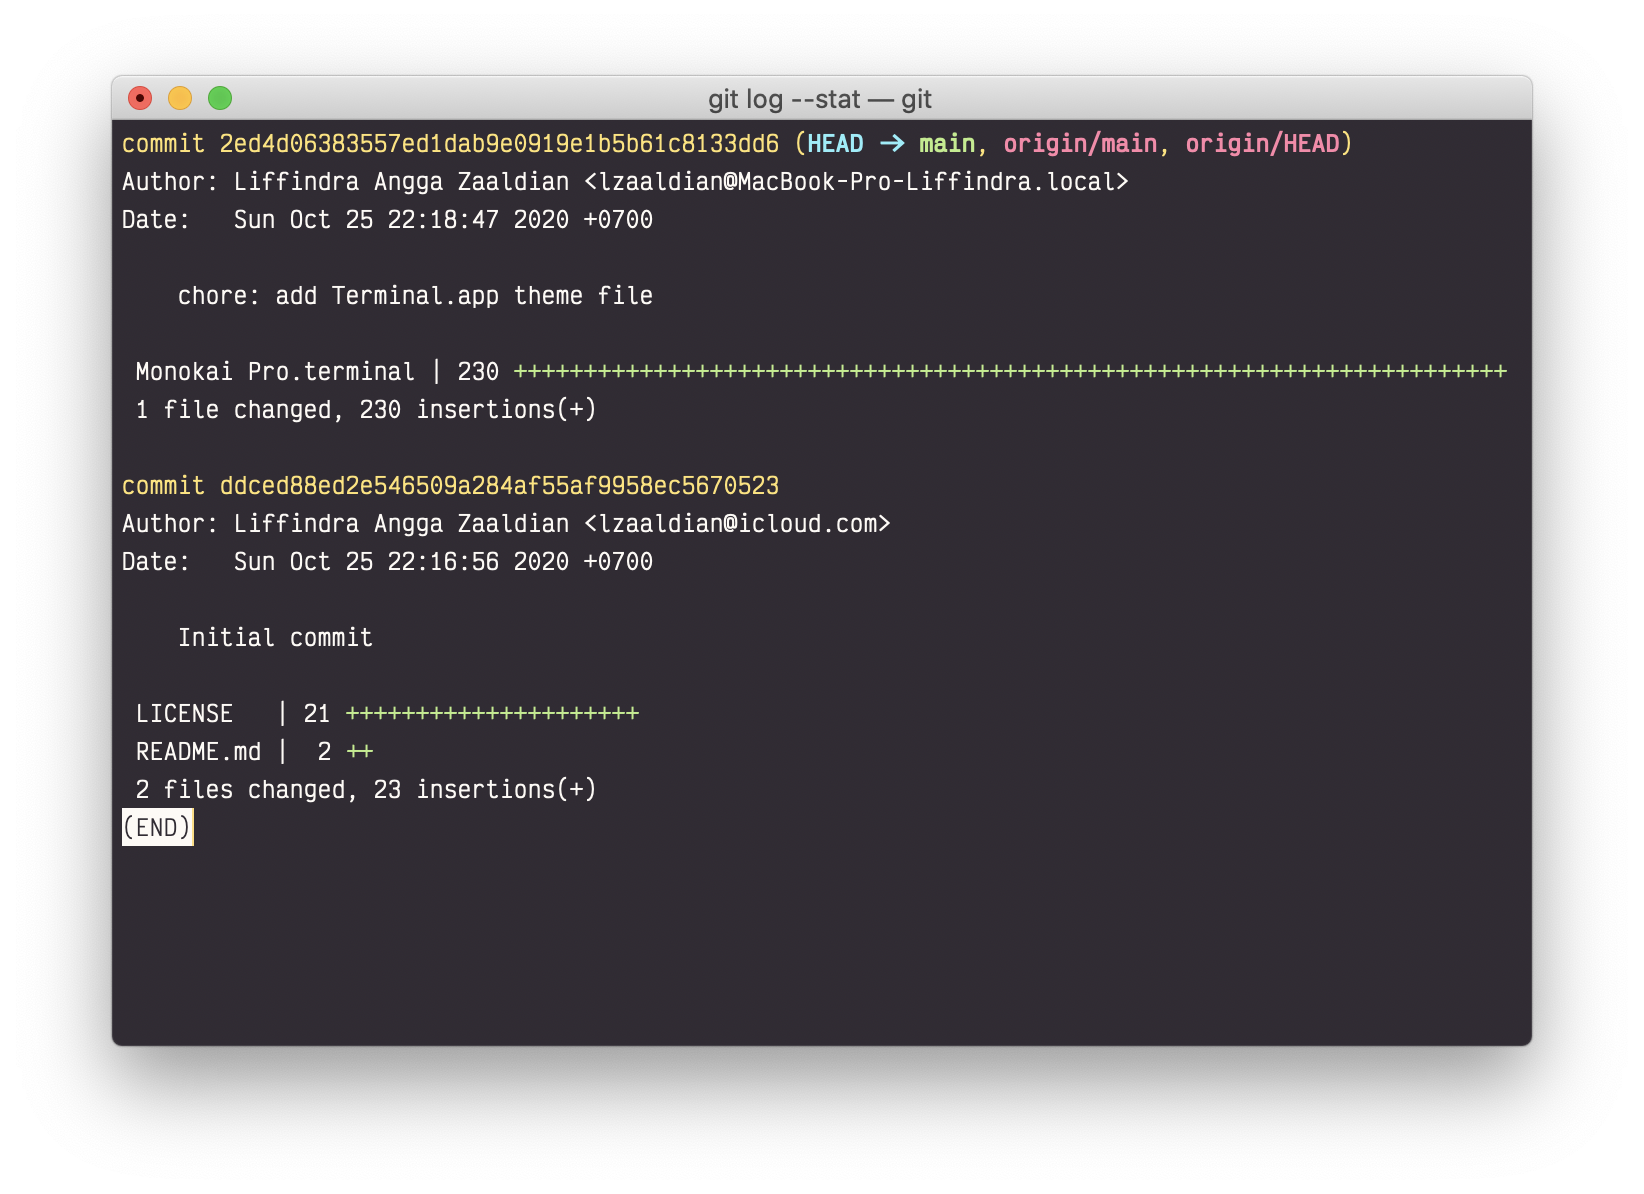 git log --stat — git
commit 2ed4d06383557ed1dab9e0919e1b5b61c8133dd6 (HEAD -> main, origin/main, origin/HEAD)
Author: Liffindra Angga Zaaldian <lzaaldian@MacBook-Pro-Liffindra.local>
Date:   Sun Oct 25 22:18:47 2020 +0700
    chore: add Terminal.app theme file
 Monokai Pro.terminal | 230 +++++++++++++++++++++++++++++++++++++++++++++++++++++++++++++++++++++++
 1 file changed, 230 insertions(+)
commit ddced88ed2e546509a284af55af9958ec5670523
Author: Liffindra Angga Zaaldian <lzaaldian@icloud.com>
Date:   Sun Oct 25 22:16:56 2020 +0700
    Initial commit
 LICENSE   | 21 +++++++++++++++++++++
 README.md |  2 ++
 2 files changed, 23 insertions(+)
(END)